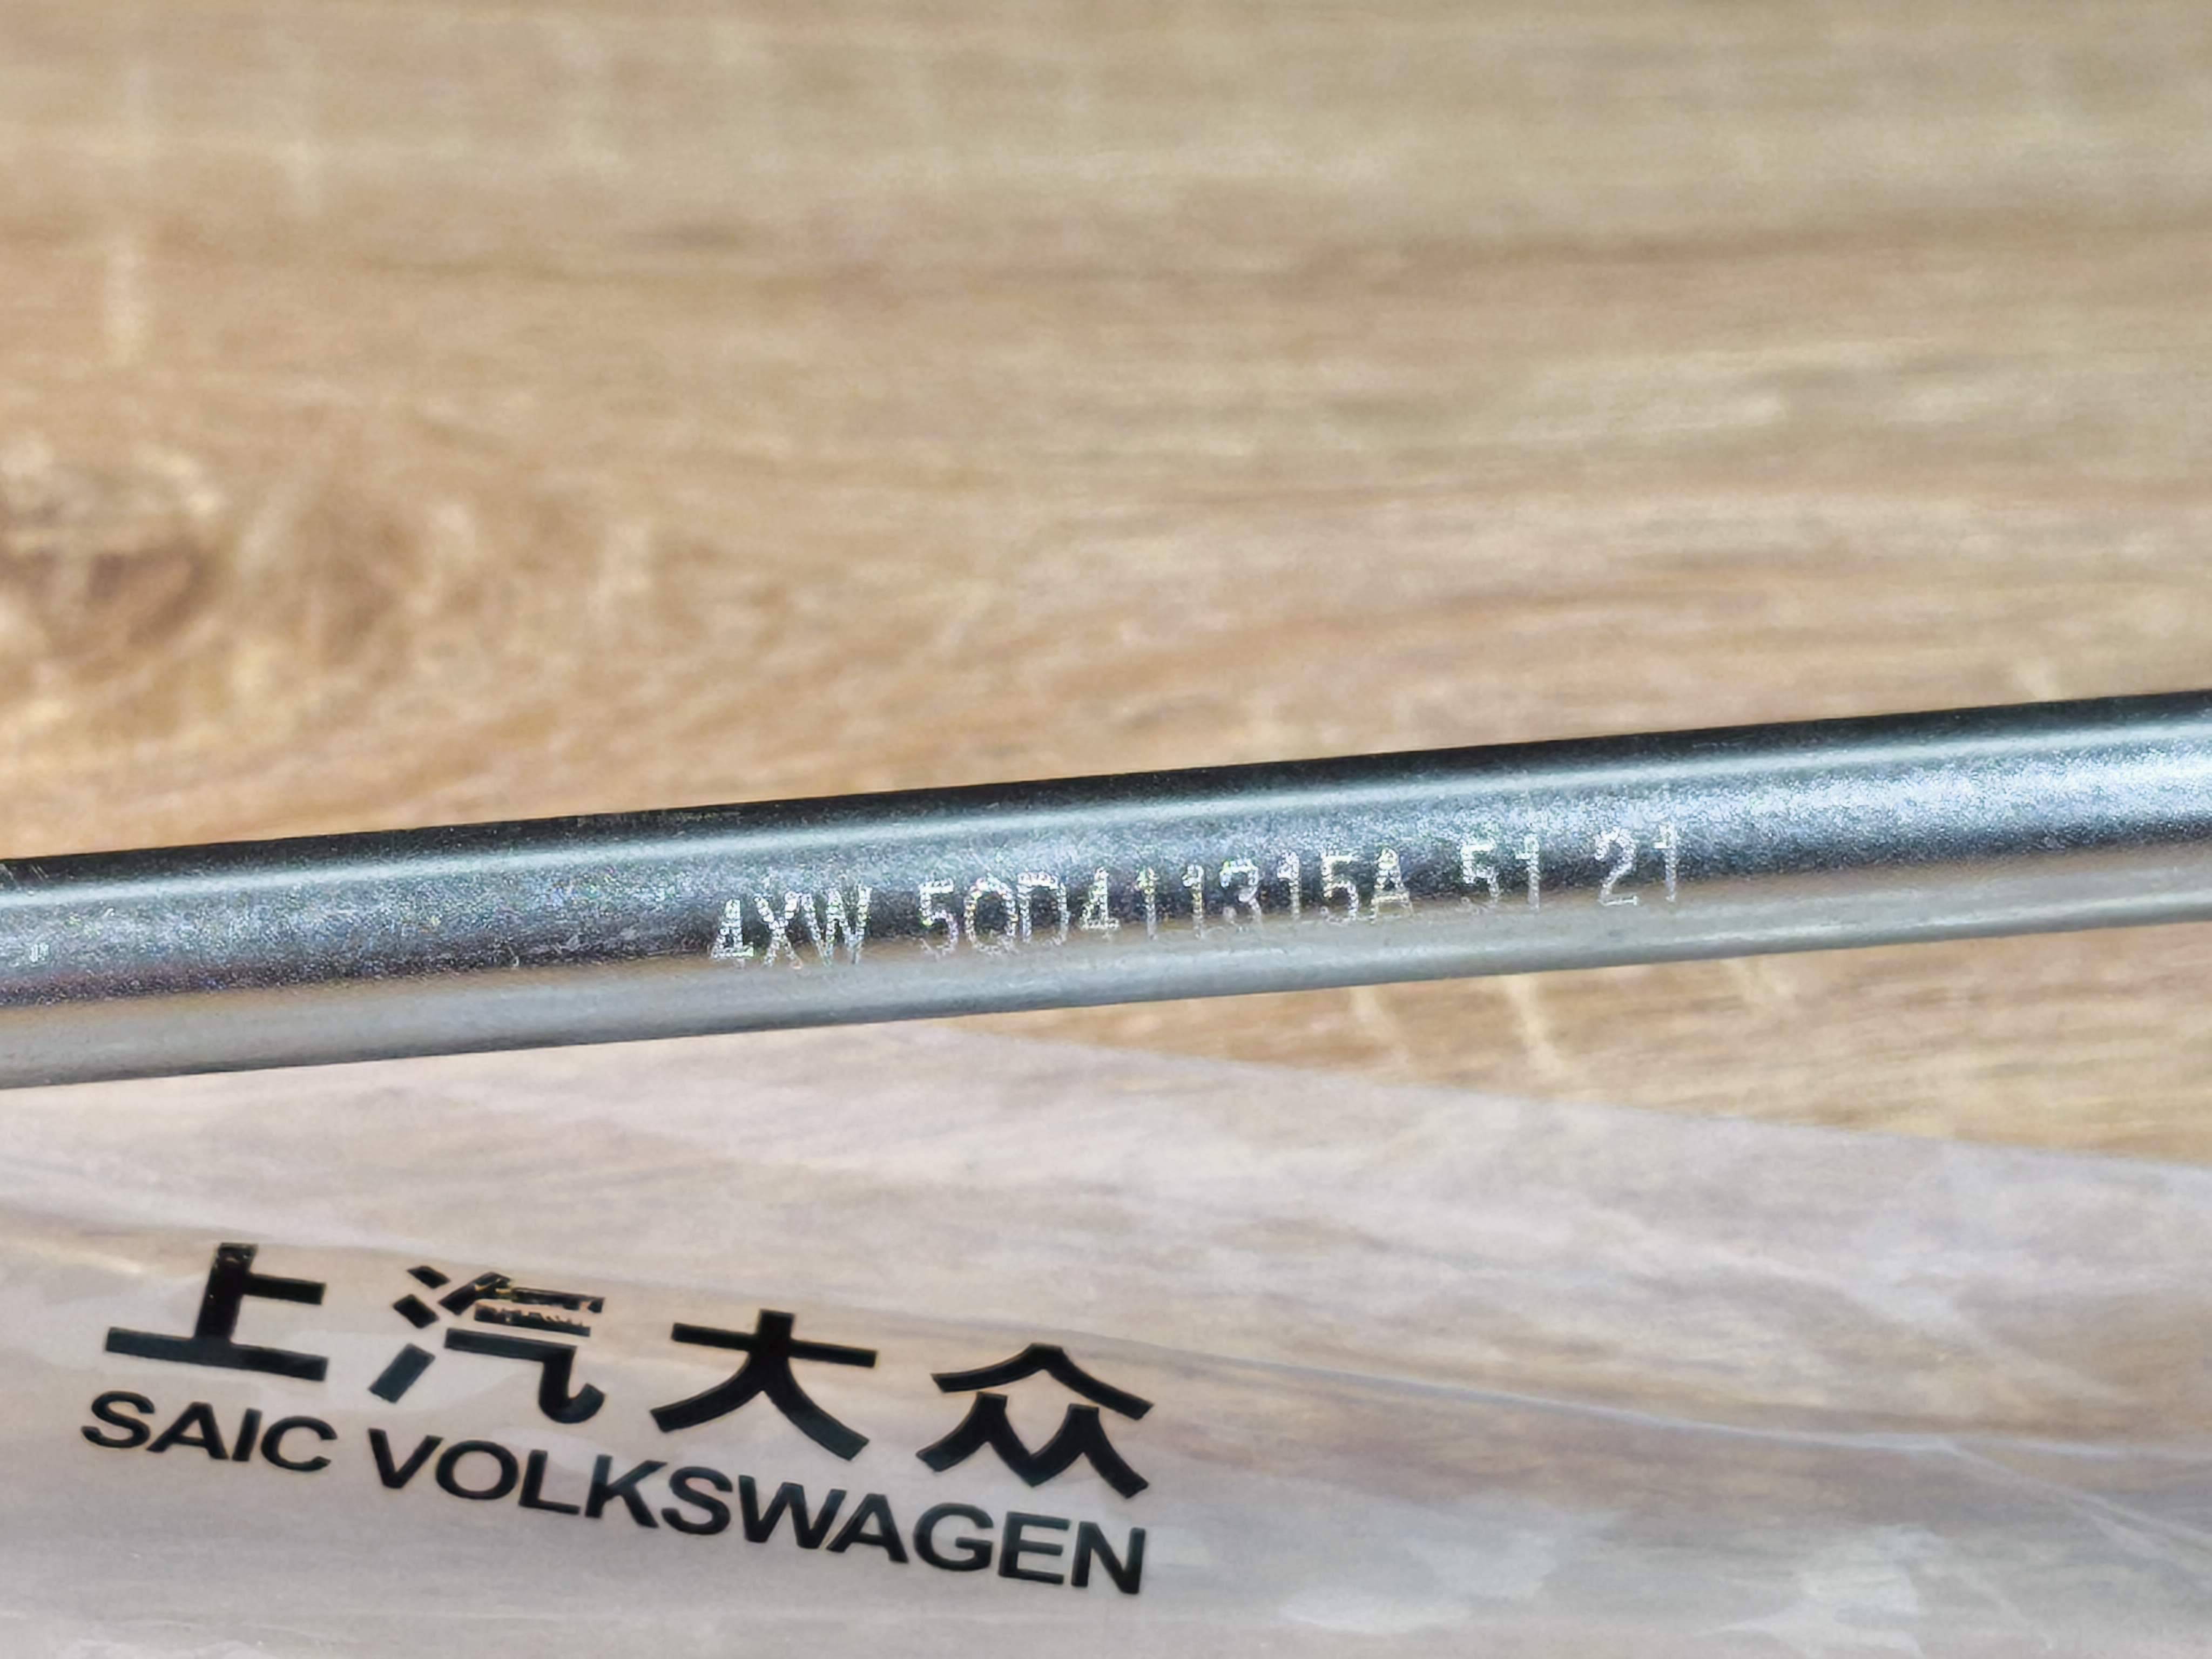 4XW 5QD411315A 51 21
上汽大众
SAIC VOLKSWAGEN